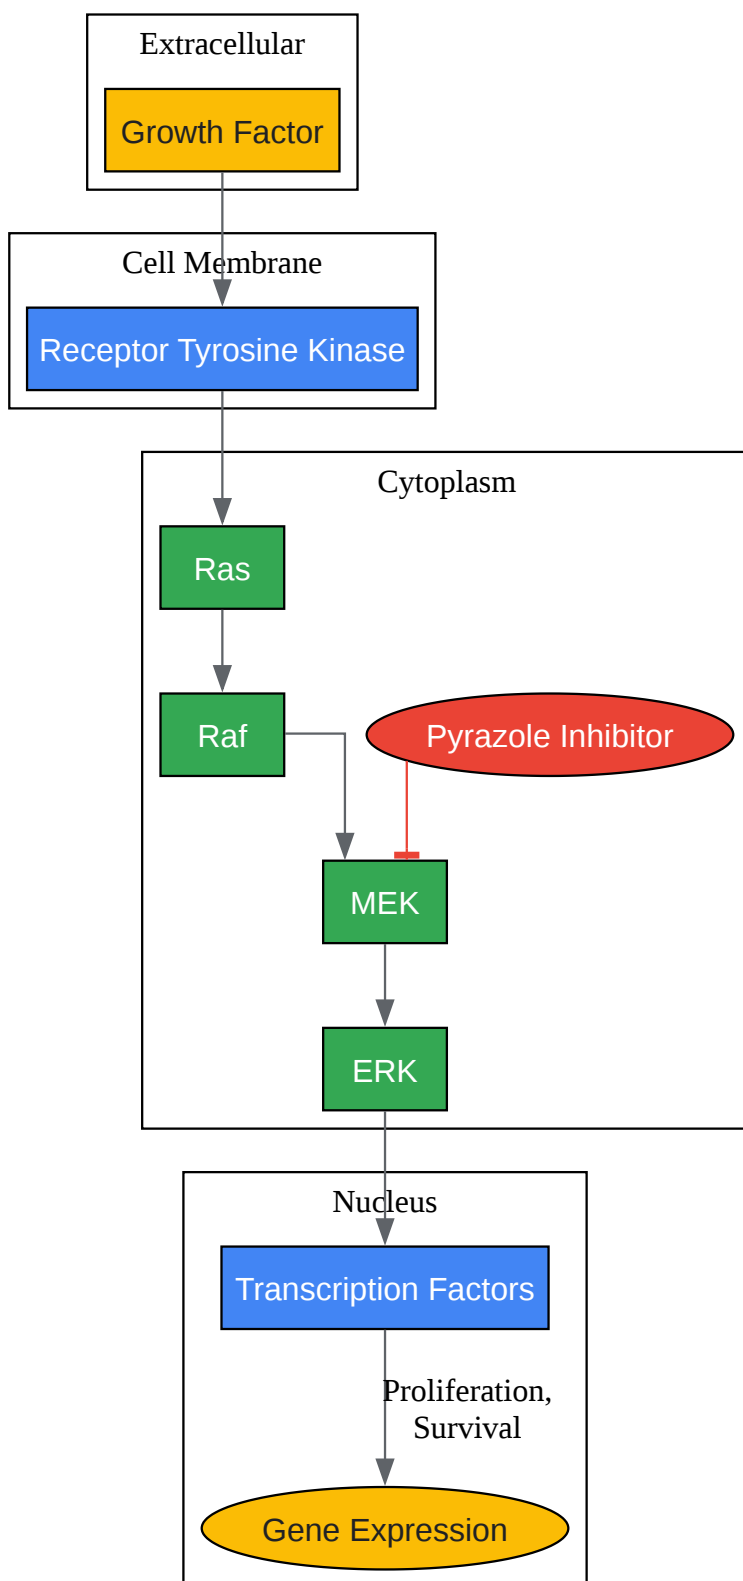 Extracellular
Growth Factor
Cell Membrane
Receptor Tyrosine Kinase
Cytoplasm
Ras
Raf
Pyrazole Inhibitor
MEK
ERK
Nucleus
Transcription Factors
Proliferation,
Survival
Gene Expression